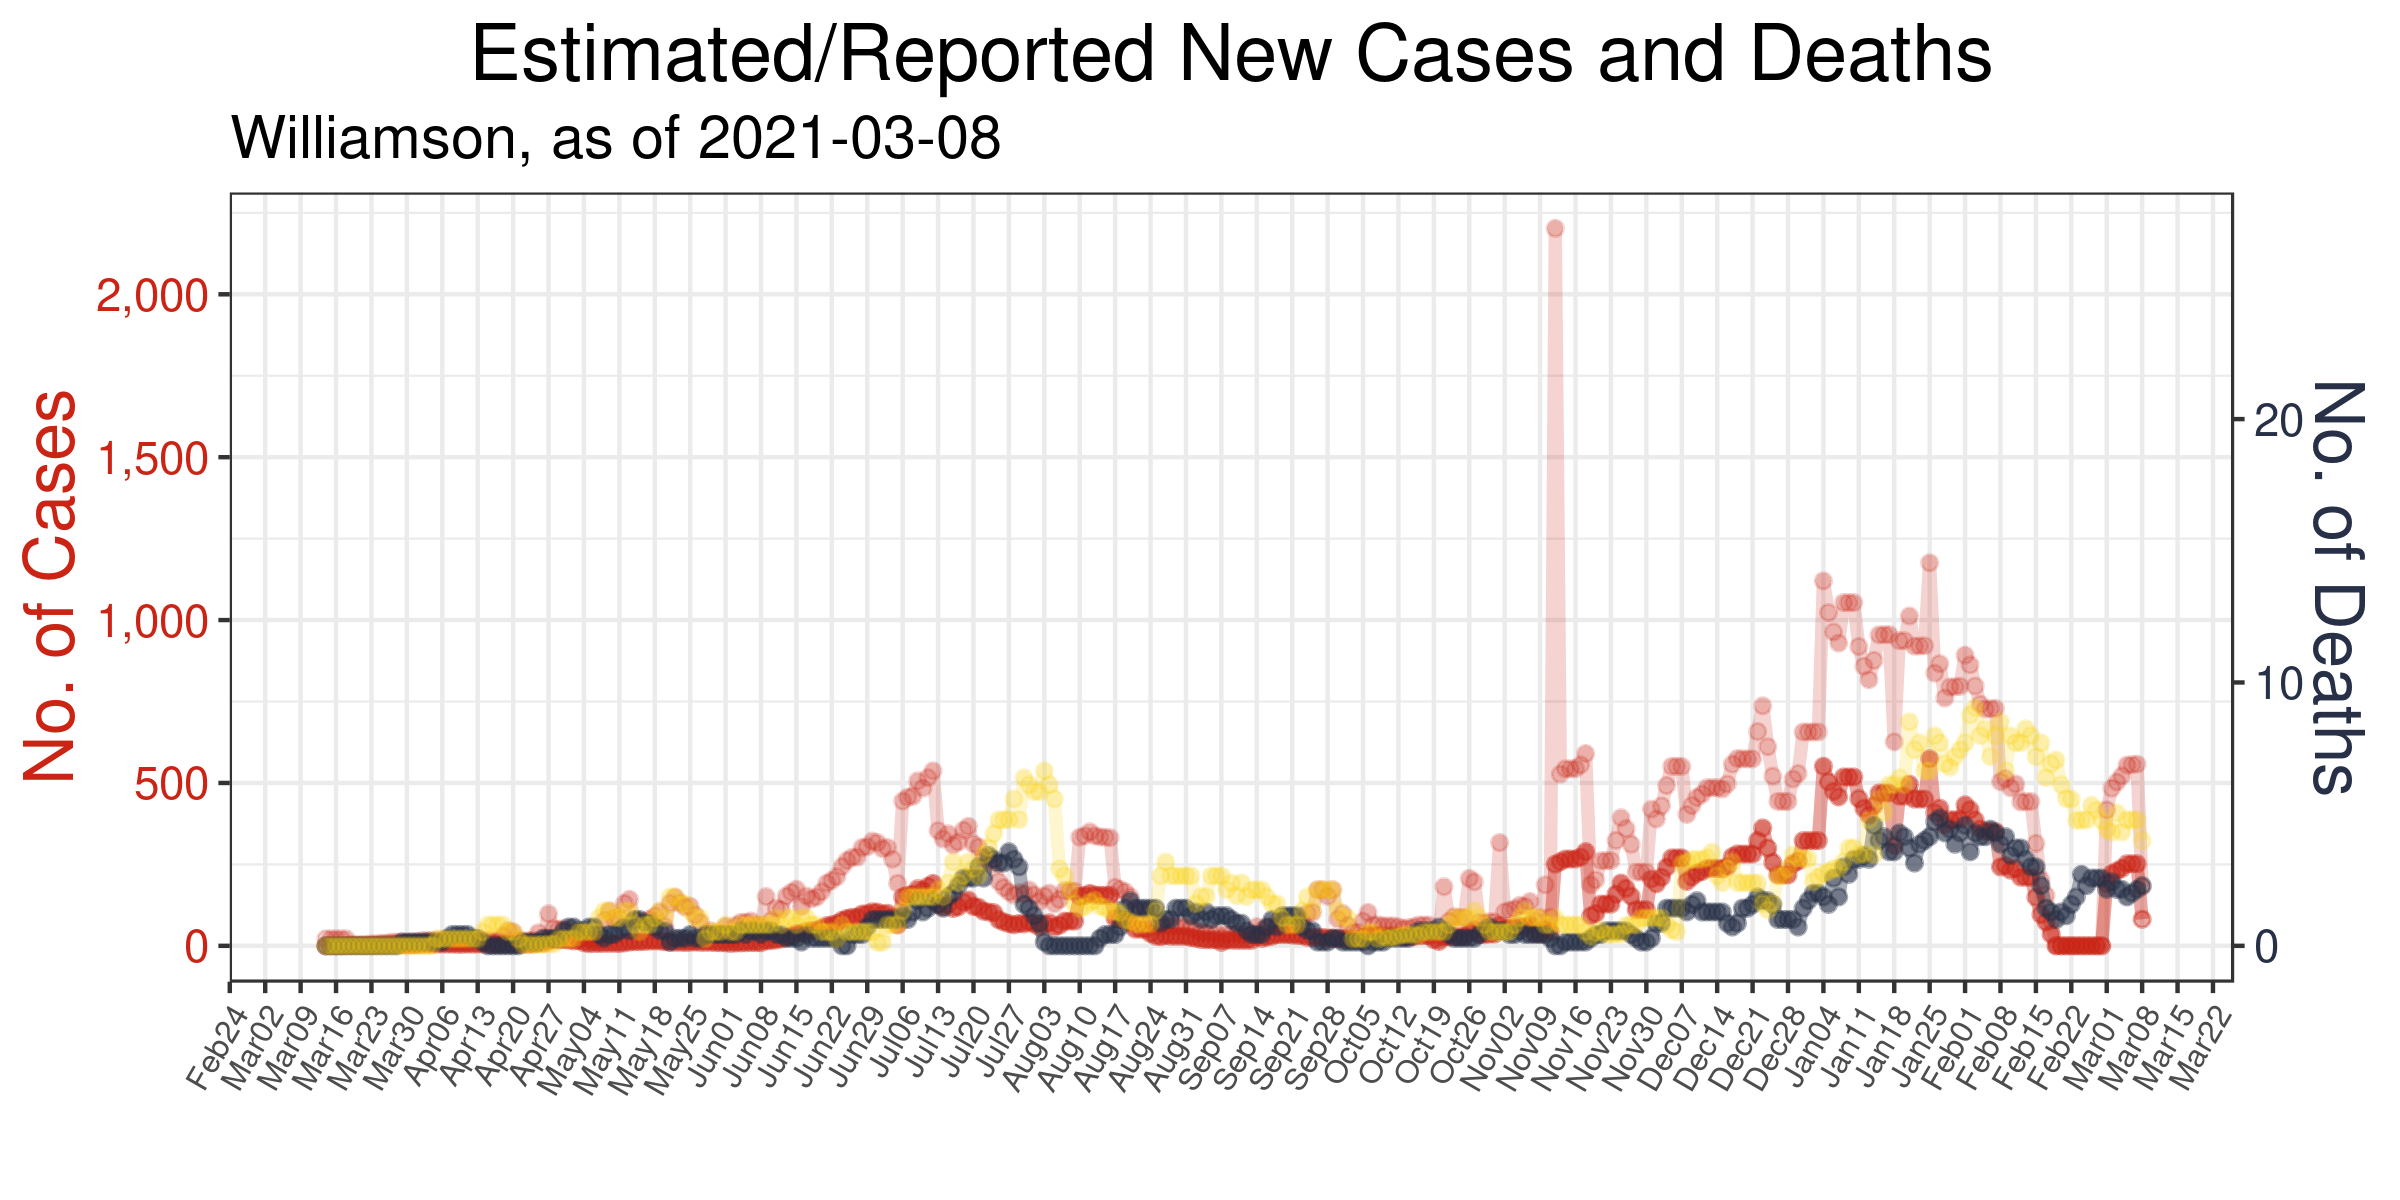 Estimated/Reported New Cases and Deaths
Williamson, as of 2021-03-08
No. of Cases
2,000
1,500
1,000
500
0
20
10
0
No. of Deaths
Feb24
Mar02
Mar09
Mar16
Mar23
Mar30
Apr06
Apr13
Apr20
Apr27
May04
May11
May18
May25
Jun01
Jun08
Jun15
Jun22
Jun29
Jul06
Jul13
Jul20
Jul27
Aug03
Aug10
Aug17
Aug24
Aug31
Sep07
Sep14
Sep21
Sep28
Oct05
Oct12
Oct19
Oct26
Nov02
Nov09
Nov16
Nov23
Nov30
Dec07
Dec14
Dec21
Dec28
Jan04
Jan11
Jan18
Jan25
Feb01
Feb08
Feb15
Feb22
Mar01
Mar08
Mar15
Mar22